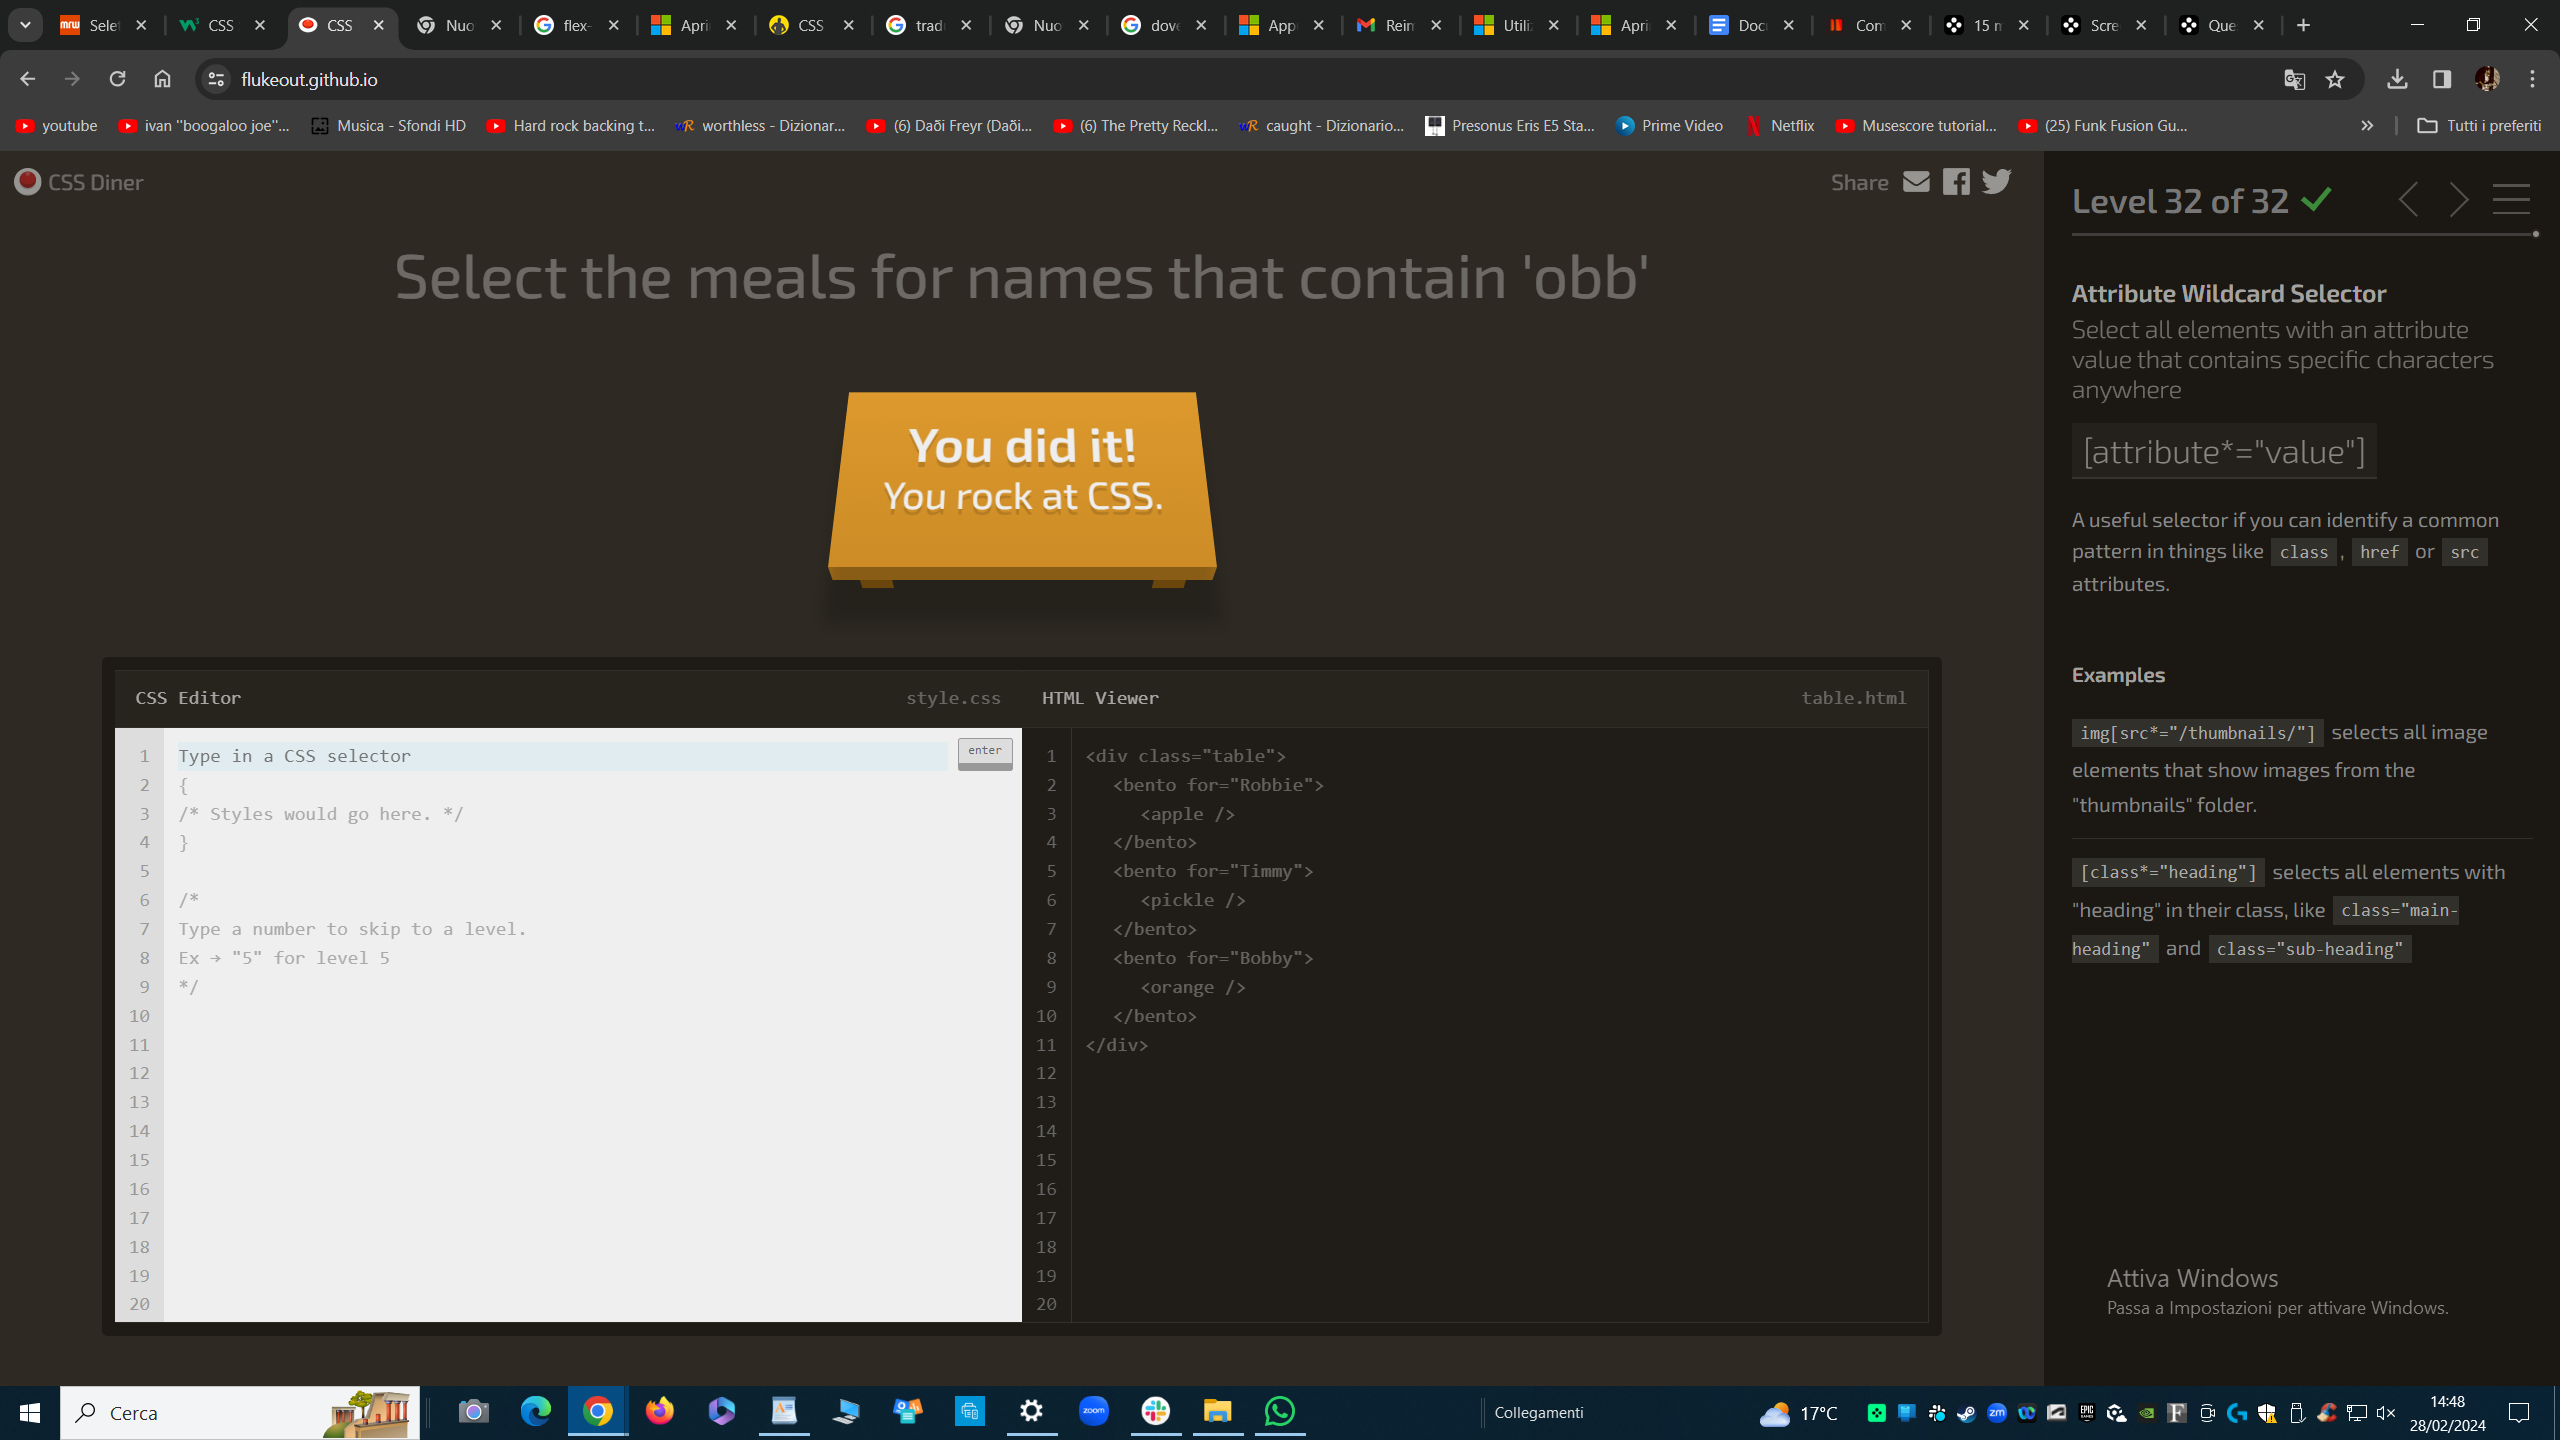 Sele
CSS
CSS
Nuo
flex-
Apri
CSS
trad
Nuo
dove
App
Rein
Utili
Apri
Doc
Com
15 m
Scre
Que
flukeout.github.io
youtube
ivan "boogaloo joe"...
Musica - Sfondi HD
Hard rock backing t...
worthless - Dizionar...
(6) Daði Freyr (Daði...
(6) The Pretty Reckl...
caught - Dizionario...
Presonus Eris E5 Sta...
Prime Video
Netflix
Musescore tutorial...
(25) Funk Fusion Gu...
»
Tutti i preferiti
CSS Diner
Share
Select the meals for names that contain 'obb'
You did it!
You rock at CSS.
CSS Editor
style.css
HTML Viewer
table.html
1 Type in a CSS selector
enter
2 {
3 /* Styles would go here. */
4 }
5
6 /*
7 Type a number to skip to a level.
8 Ex → "5" for level 5
9 */
10
11
12
13
14
15
16
17
18
19
20
1 <div class="table">
2 <bento for="Robbie">
3 <apple />
4 </bento>
5 <bento for="Timmy">
6 <pickle />
7 </bento>
8 <bento for="Bobby">
9 <orange />
10 </bento>
11 </div>
12
13
14
15
16
17
18
19
20
Level 32 of 32
Attribute Wildcard Selector
Select all elements with an attribute
value that contains specific characters
anywhere
[attribute*="value"]
A useful selector if you can identify a common
pattern in things like class , href or src
attributes.
Examples
img[src*="/thumbnails/"] selects all image
elements that show images from the
"thumbnails" folder.
[class*="heading"] selects all elements with
"heading" in their class, like class="main-
heading" and class="sub-heading"
Attiva Windows
Passa a Impostazioni per attivare Windows.
Cerca
zoom
Collegamenti
17°C
14:48
28/02/2024